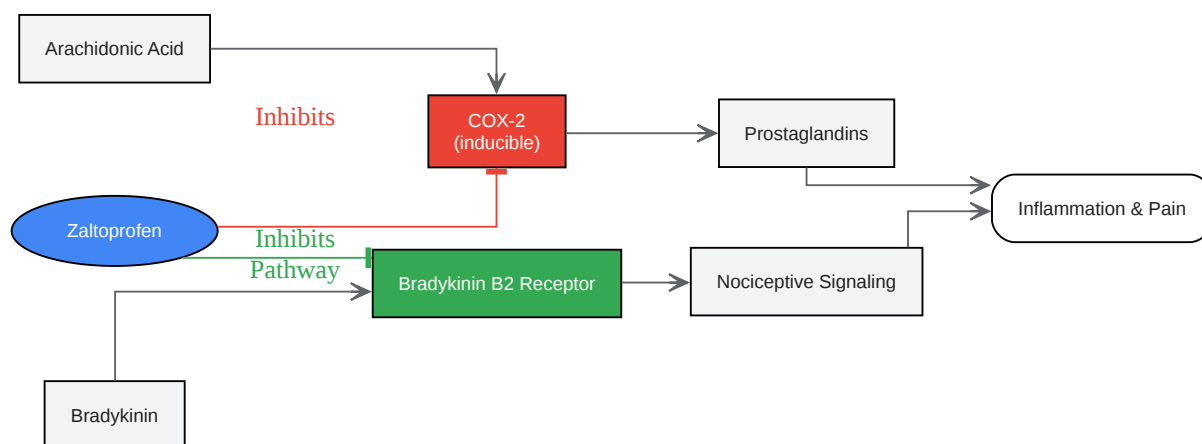 Arachidonic Acid
Inhibits
COX-2
(inducible)
Prostaglandins
Zaltoprofen
Inhibits
Pathway
Inflammation & Pain
Bradykinin B2 Receptor
Nociceptive Signaling
Bradykinin